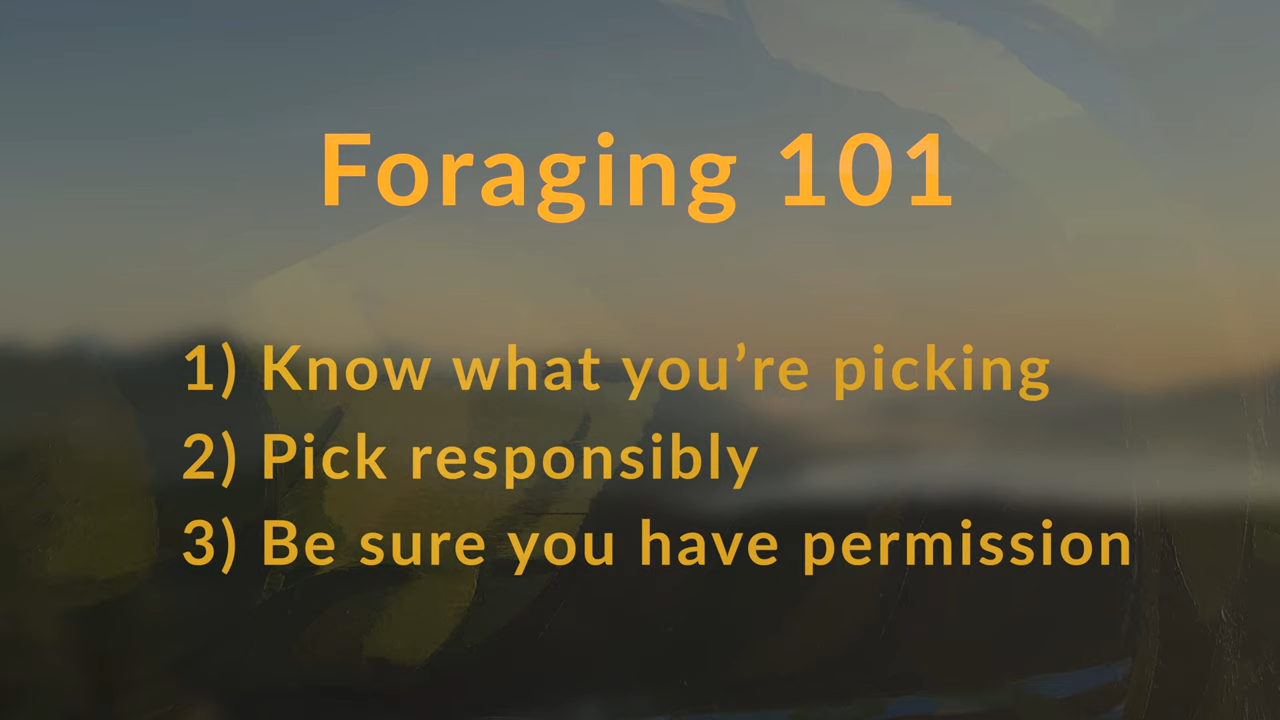 Foraging 101
1) Know what you’re picking
2) Pick responsibly
3) Be sure you have permission